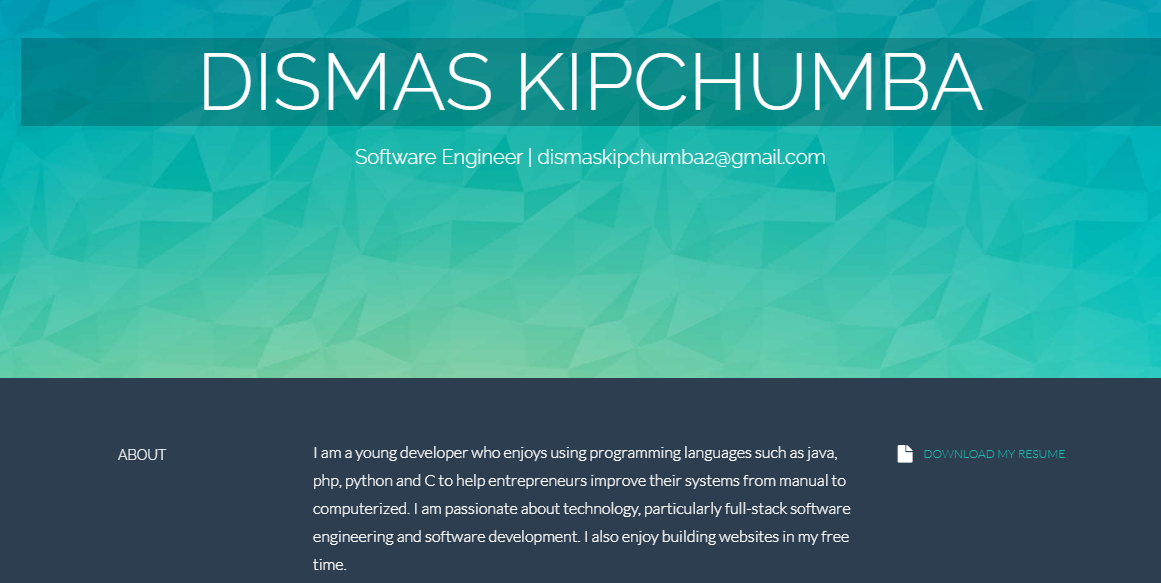 DISMAS KIPCHUMBA
Software Engineer | dismaskipchumba2@gmail.com
ABOUT
I am a young developer who enjoys using programming languages such as java,
php, python and C to help entrepreneurs improve their systems from manual to
computerized. I am passionate about technology, particularly full-stack software
engineering and software development. I also enjoy building websites in my free
time.
DOWNLOAD MY RESUME